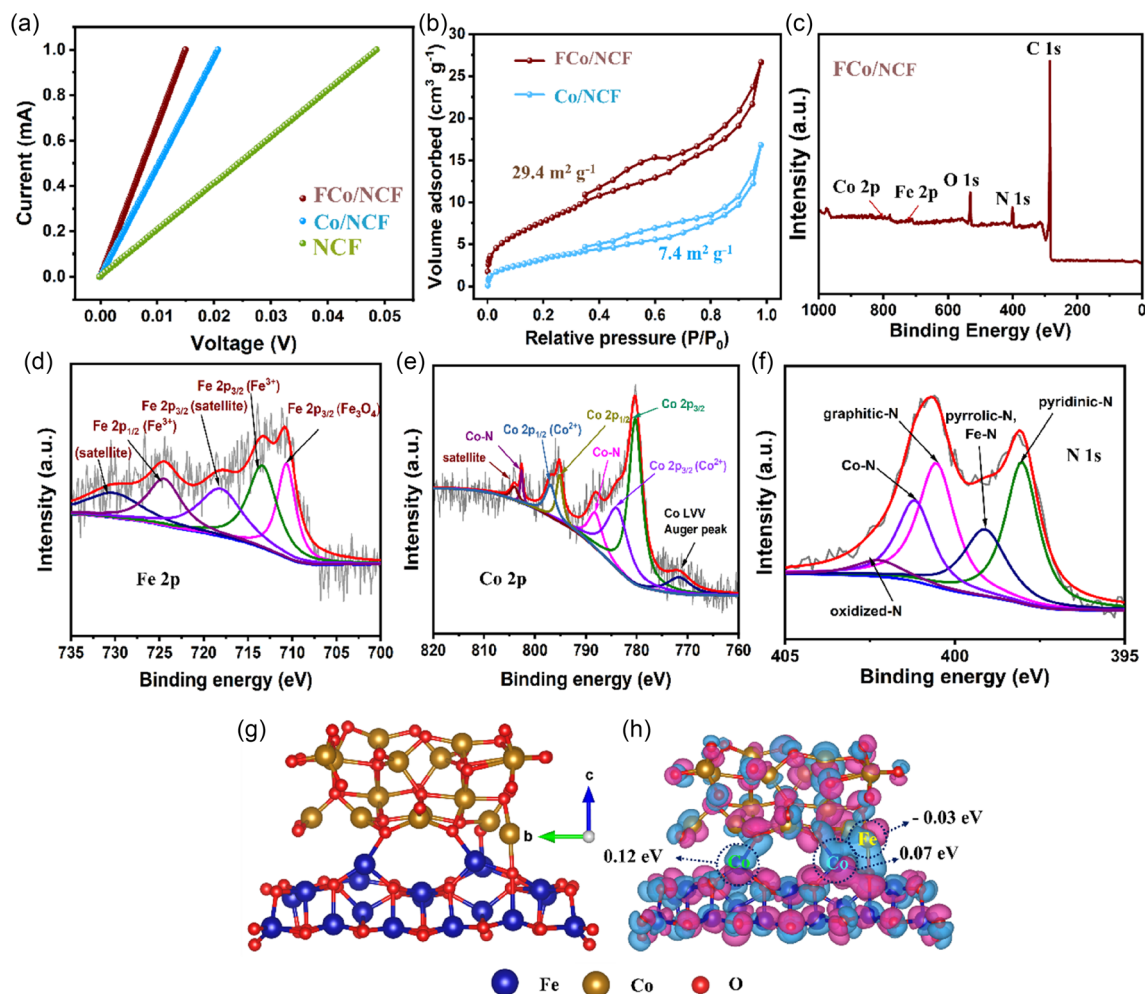 (a)
1.0
0.8
0.6
0.4
0.2
0.0
Current (mA)
FCo/NCF
Co/NCF
NCF
0.00 0.01 0.02 0.03 0.04 0.05
Voltage (V)
(b)
30
25
20
15
10
5
0
Volume adsorbed (cm³ g⁻¹)
FCo/NCF
Co/NCF
29.4 m² g⁻¹
7.4 m² g⁻¹
0.0 0.2 0.4 0.6 0.8 1.0
Relative pressure (P/P₀)
(c)
FCo/NCF
C 1s
Co 2p
Fe 2p
O 1s
N 1s
Intensity (a.u.)
1000 800 600 400 200 0
Binding Energy (eV)
(d)
Fe 2p₃/₂ (Fe³⁺)
Fe 2p₃/₂ (satellite)
Fe 2p₃/₂ (Fe₃O₄)
Fe 2p₁/₂ (Fe³⁺)
(satellite)
Intensity (a.u.)
Fe 2p
735 730 725 720 715 710 705 700
Binding energy (eV)
(e)
Co 2p₁/₂
Co 2p₃/₂
Co 2p₁/₂ (Co²⁺)
Co-N
satellite
Co-N
Co 2p₃/₂ (Co²⁺)
Co LVV
Auger peak
Intensity (a.u.)
Co 2p
820 810 800 790 780 770 760
Binding energy (eV)
(f)
graphitic-N
pyrrolic-N,
Fe-N
pyridinic-N
N 1s
Co-N
oxidized-N
Intensity (a.u.)
405 400 395
Binding energy (eV)
(g)
c
b
(h)
- 0.03 eV
Fe
0.12 eV
Co
Co
0.07 eV
Fe Co O